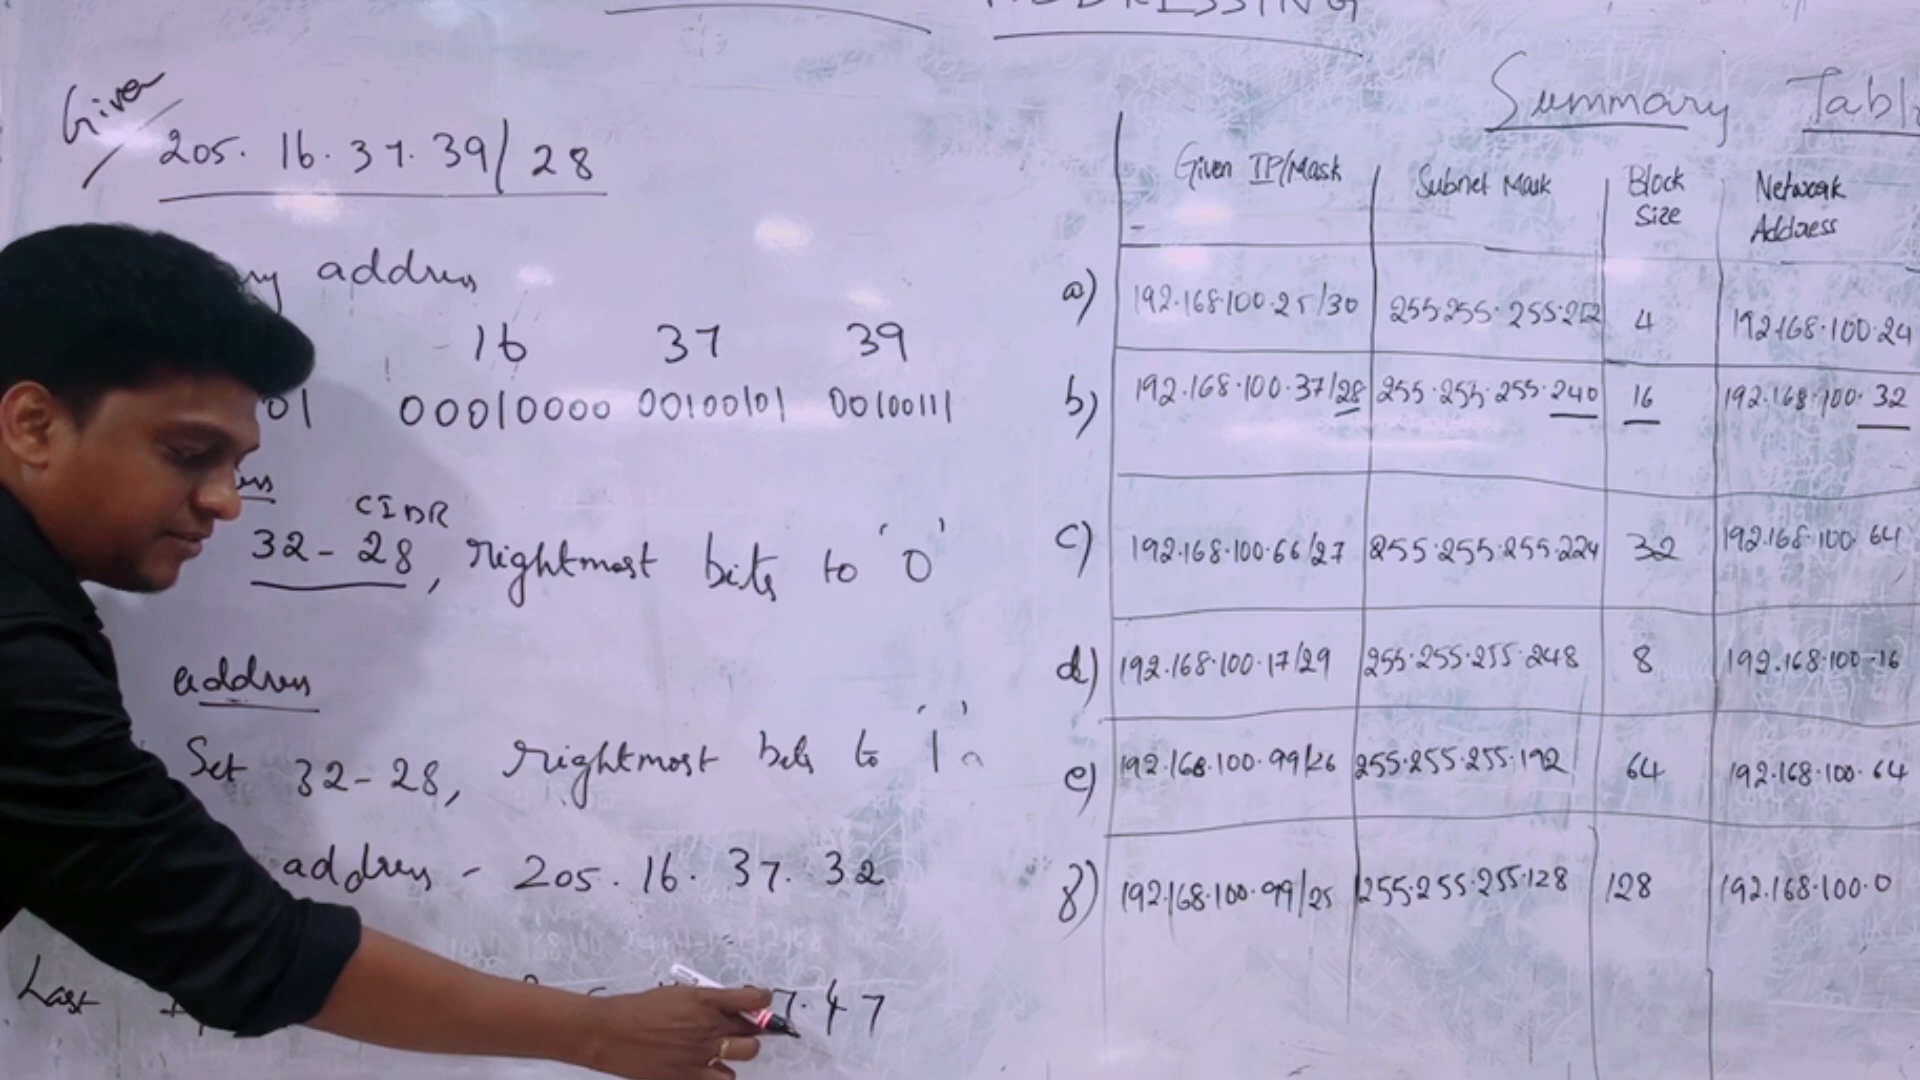 ADDRESSING
Given
205. 16. 37. 39/28
address
16 37 39
01 00010000 00100101 00100111
CIDR
32-28, rightmost bits to '0'
address
Set 32-28, rightmost bits to '1'
address - 205. 16. 37. 32
Last 7. 47
Summary Table
Given IP/Mask Subnet Mask Block Size Network Address
a) 192.168.100.25/30 255.255.255.252 4 192.168.100.24
b) 192.168.100.37/28 255.255.255.240 16 192.168.100.32
c) 192.168.100.66/27 255.255.255.224 32 192.168.100.64
d) 192.168.100.17/29 255.255.255.248 8 192.168.100.16
e) 192.168.100.99/26 255.255.255.192 64 192.168.100.64
f) 192.168.100.99/25 255.255.255.128 128 192.168.100.0